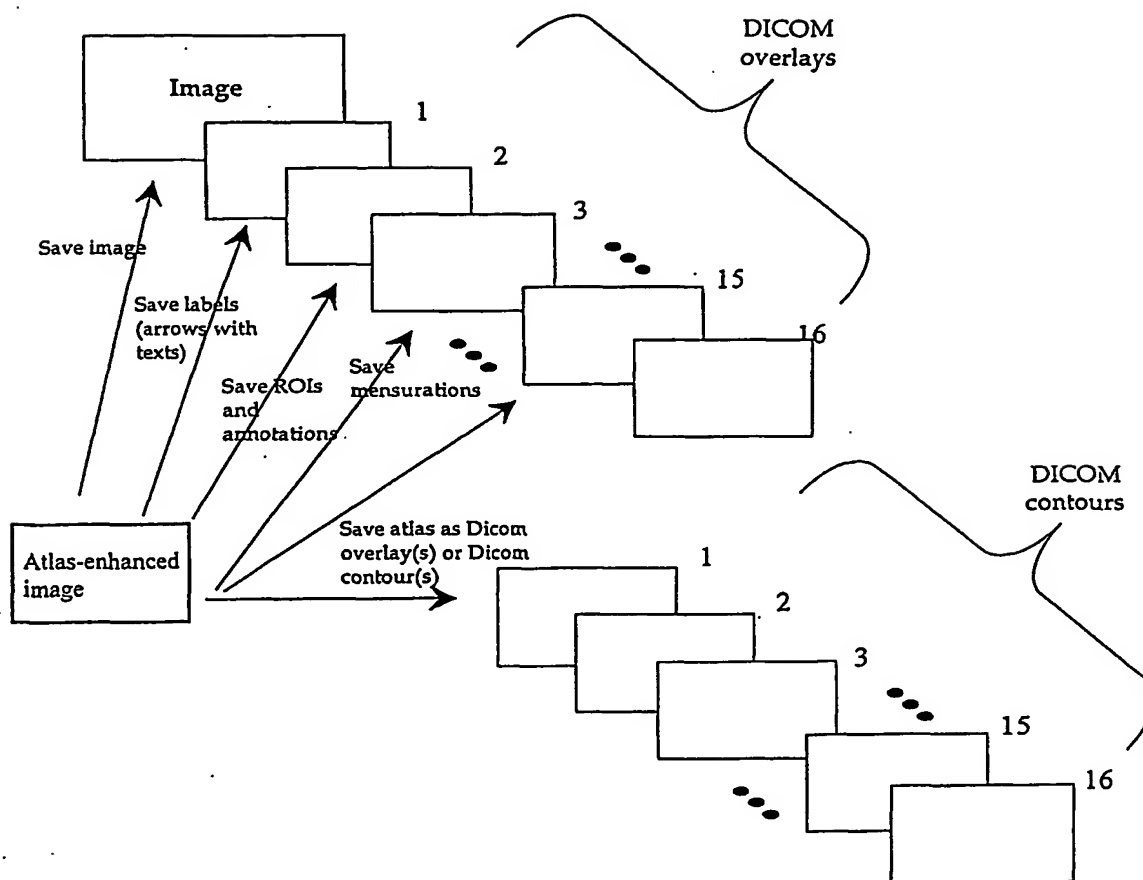 DICOM
overlays
Image
1
2
3
15
16
Save image
Save labels
(arrows with
texts)
Save ROIs
and
annotations
Save
mensurations
Atlas-enhanced
image
Save atlas as Dicom
overlay(s) or Dicom
contour(s)
DICOM
contours
1
2
3
15
16